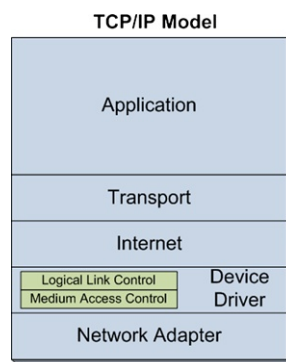 TCP/IP Model
Application
Transport
Internet
Logical Link Control
Medium Access Control
Device
Driver
Network Adapter